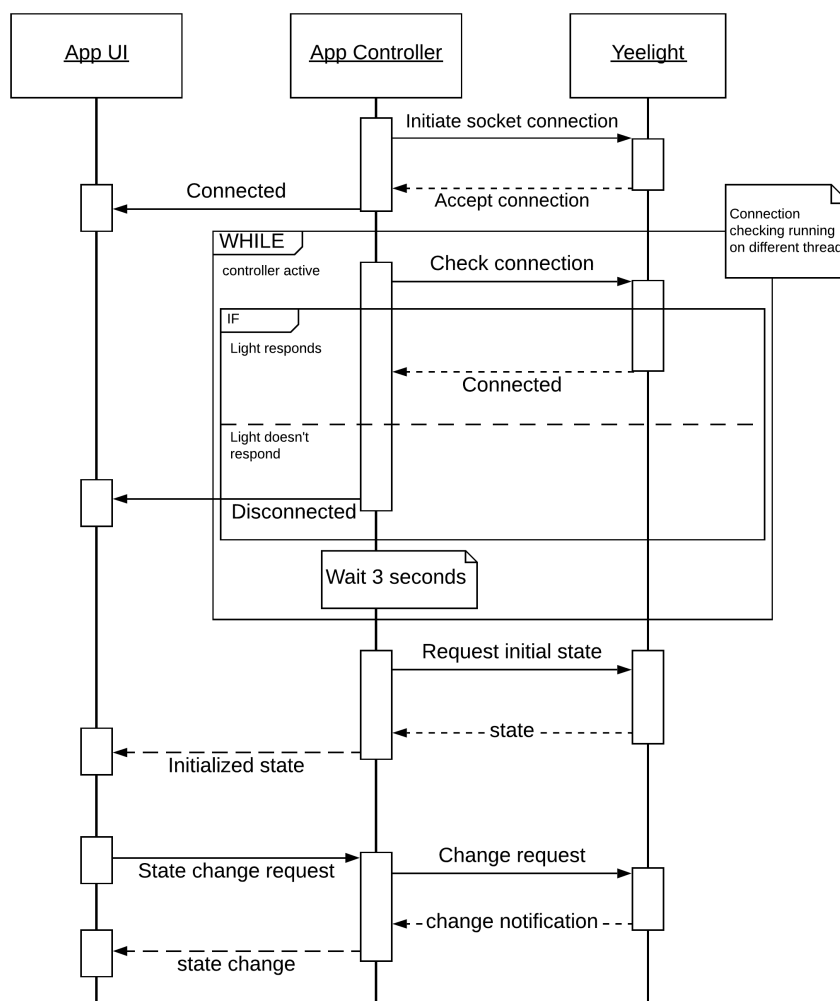 App UI
App Controller
Yeelight
Initiate socket connection
Accept connection
Connected
Connection
checking running
on different thread
WHILE
controller active
Check connection
IF
Light responds
Connected
Light doesn't
respond
Disconnected
Wait 3 seconds
Request initial state
state
Initialized state
State change request
Change request
change notification
state change